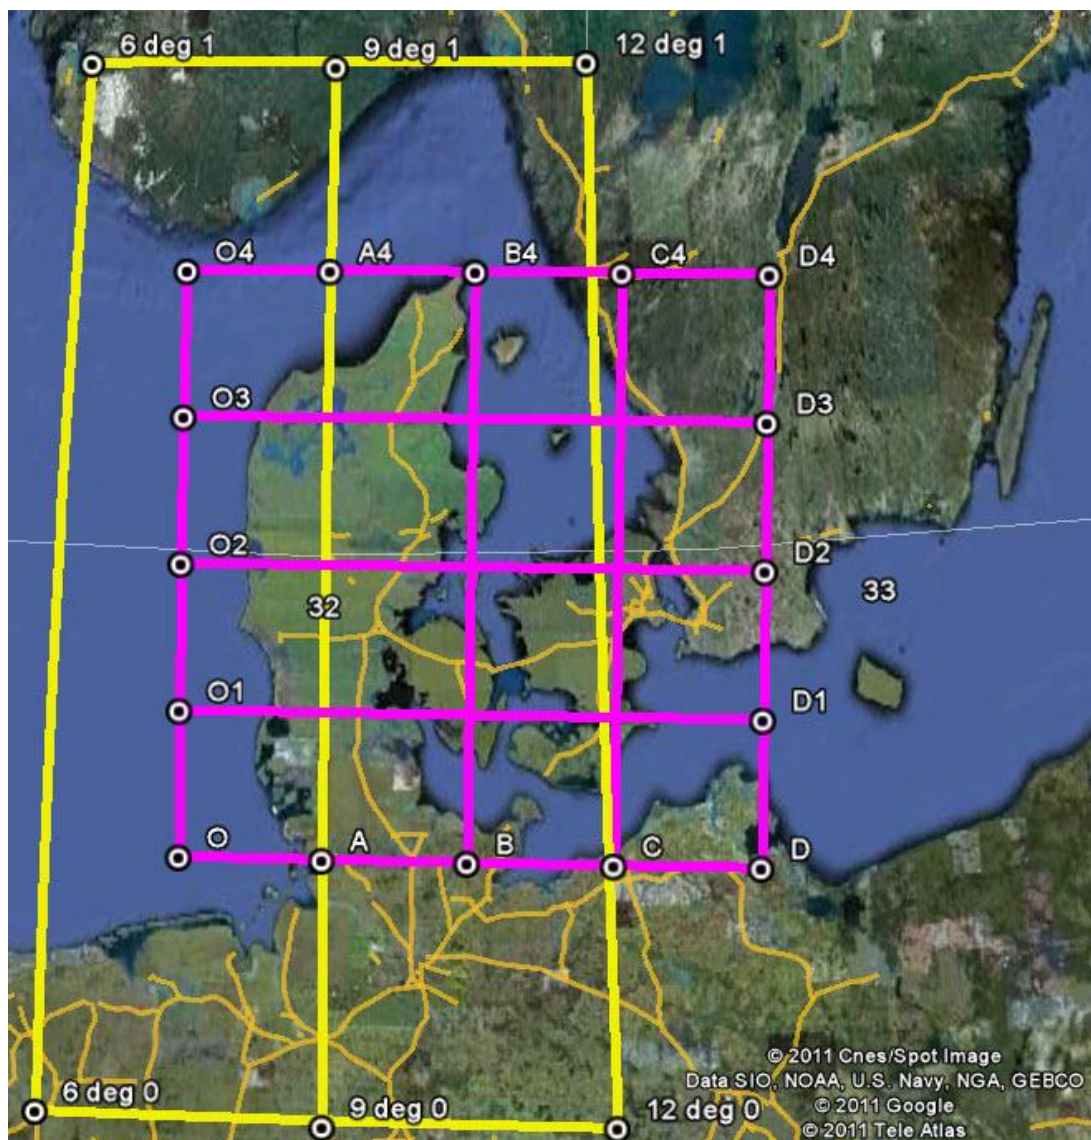 6 deg 1
9 deg 1
12 deg 1
O4
A4
B4
C4
D4
O3
D3
O2
D2
32
33
O1
D1
O
A
B
C
D
6 deg 0
9 deg 0
12 deg 0
© 2011 Cnes/Spot Image
Data SIO, NOAA, U.S. Navy, NGA, GEBCO
© 2011 Google
© 2011 Tele Atlas